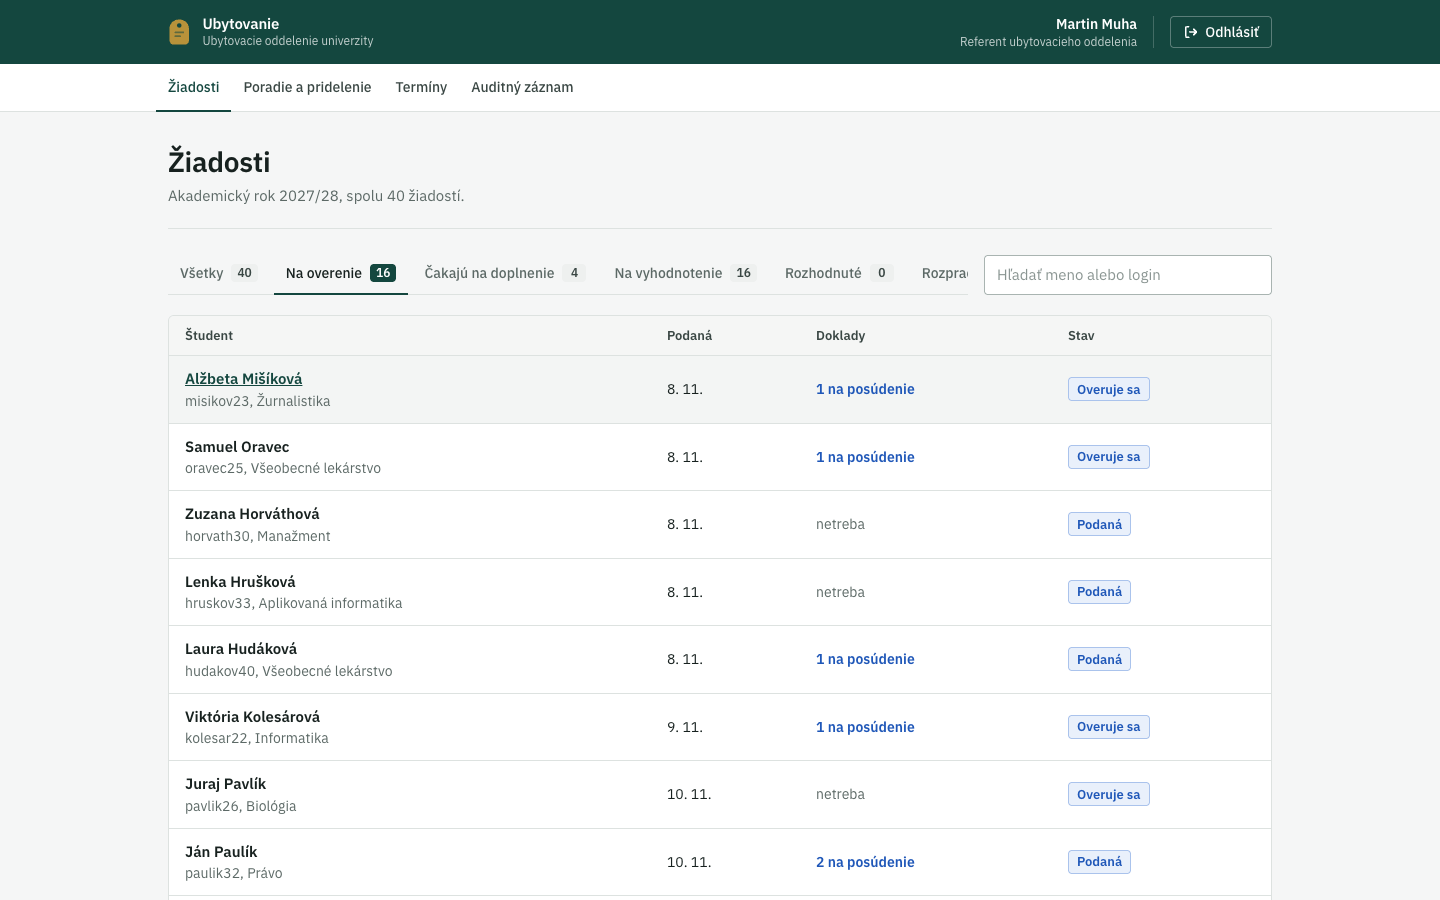 Ubytovanie
Ubytovacie oddelenie univerzity
Martin Muha
Referent ubytovacieho oddelenia
Odhlásiť
Žiadosti
Poradie a pridelenie
Termíny
Auditný záznam
Žiadosti
Akademický rok 2027/28, spolu 40 žiadostí.
Všetky 40
Na overenie 16
Čakajú na doplnenie 4
Na vyhodnotenie 16
Rozhodnuté 0
Hľadať meno alebo login
Študent Podaná Doklady Stav
Alžbeta Mišíková
misikov23, Žurnalistika
8. 11. 1 na posúdenie Overuje sa
Samuel Oravec
oravec25, Všeobecné lekárstvo
8. 11. 1 na posúdenie Overuje sa
Zuzana Horváthová
horvath30, Manažment
8. 11. netreba Podaná
Lenka Hrušková
hruskov33, Aplikovaná informatika
8. 11. netreba Podaná
Laura Hudáková
hudakov40, Všeobecné lekárstvo
8. 11. 1 na posúdenie Podaná
Viktória Kolesárová
kolesar22, Informatika
9. 11. 1 na posúdenie Overuje sa
Juraj Pavlík
pavlik26, Biológia
10. 11. netreba Overuje sa
Ján Paulík
paulik32, Právo
10. 11. 2 na posúdenie Podaná